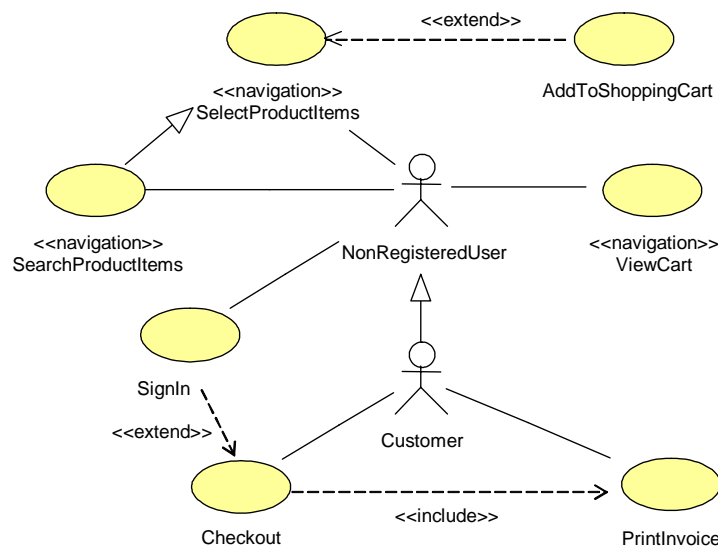 <<extend>>
<<navigation>>
SelectProductItems
AddToShoppingCart
<<navigation>>
SearchProductItems
NonRegisteredUser
<<navigation>>
ViewCart
SignIn
<<extend>>
Customer
Checkout
<<include>>
PrintInvoice